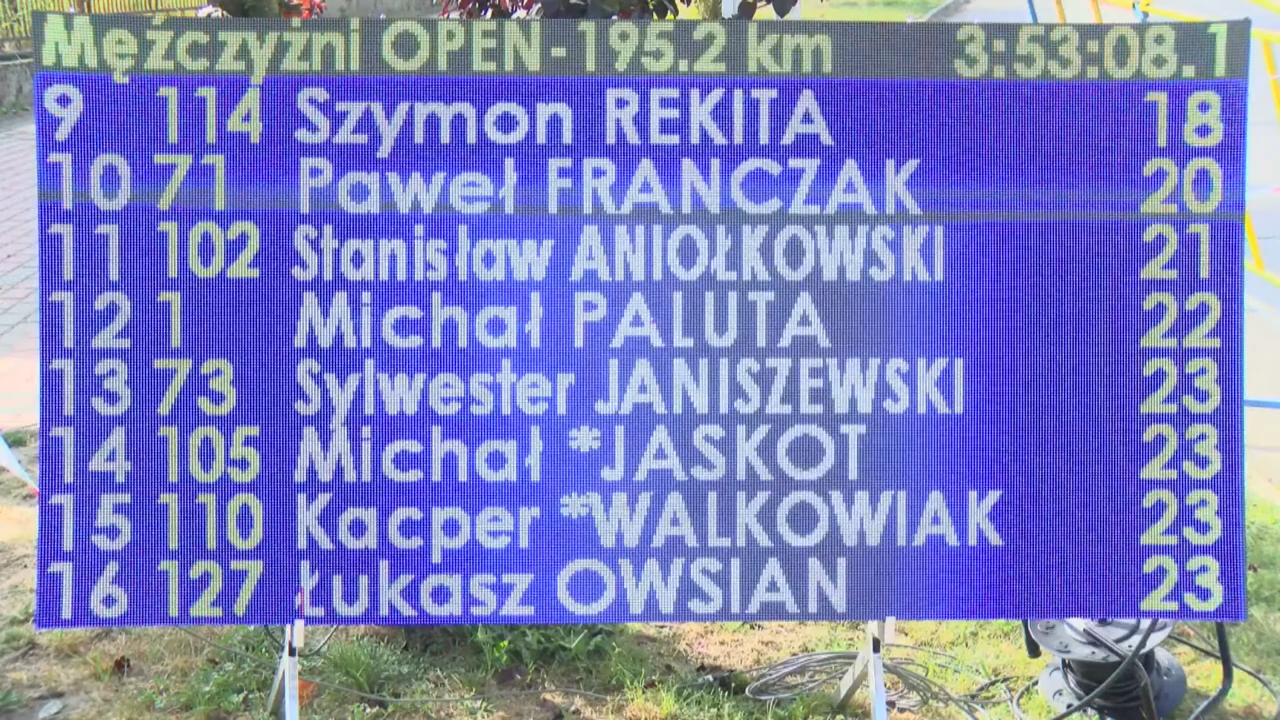 Mężczyźni OPEN-195.2 km 3:53:08.1
9 114 Szymon REKITA 18
10 71 Paweł FRANCZAK 20
11 102 Stanisław ANIOŁKOWSKI 21
12 1 Michał PALUTA 22
13 73 Sylwester JANISZEWSKI 23
14 105 Michał *JASKOT 23
15 110 Kacper *WALKOWIAK 23
16 127 Łukasz OWSIAN 23